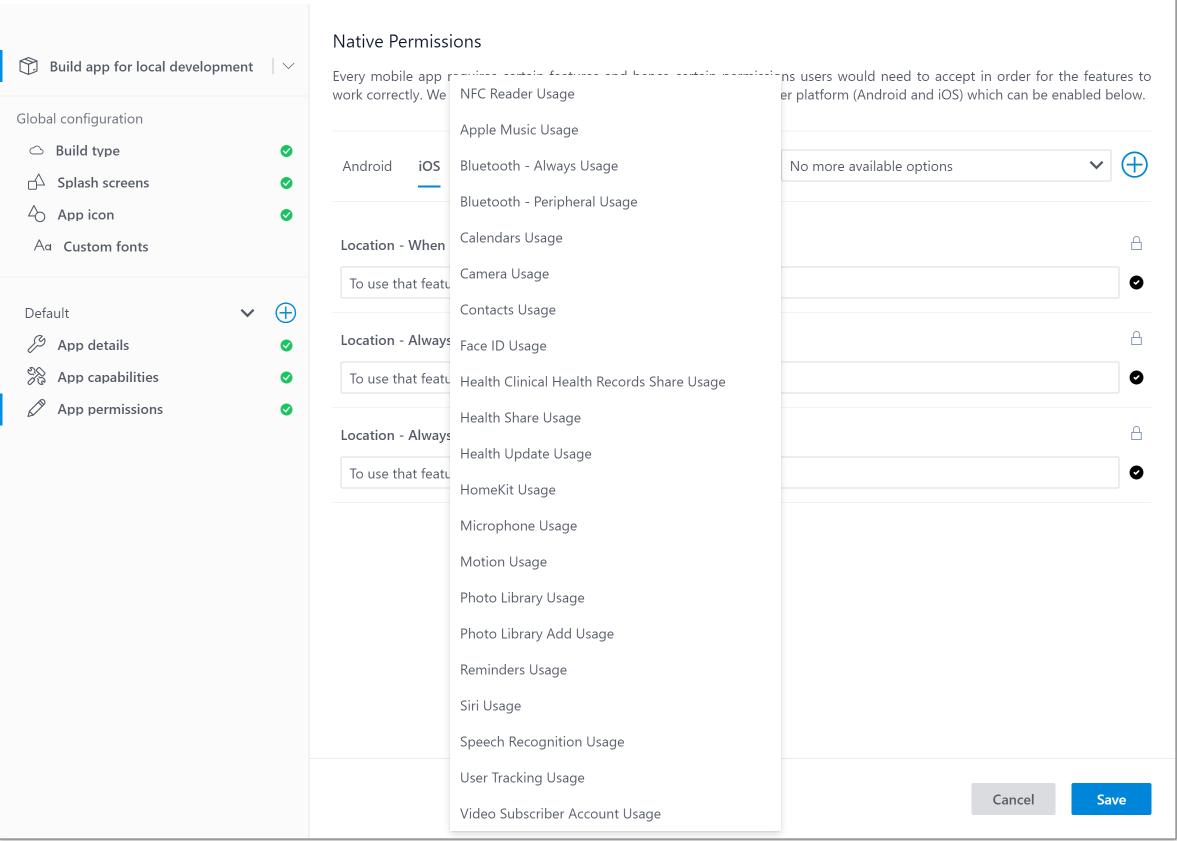 Build app for local development
Global configuration
Build type
Splash screens
App icon
Aa Custom fonts
Default
App details
App capabilities
App permissions
Native Permissions
Every mobile app requires certain features and hence certain permissions users would need to accept in order for the features to
work correctly. We
er platform (Android and iOS) which can be enabled below.
Android
iOS
No more available options
Location - When
To use that featu
Location - Always
To use that featu
Location - Always
To use that featu
NFC Reader Usage
Apple Music Usage
Bluetooth - Always Usage
Bluetooth - Peripheral Usage
Calendars Usage
Camera Usage
Contacts Usage
Face ID Usage
Health Clinical Health Records Share Usage
Health Share Usage
Health Update Usage
HomeKit Usage
Microphone Usage
Motion Usage
Photo Library Usage
Photo Library Add Usage
Reminders Usage
Siri Usage
Speech Recognition Usage
User Tracking Usage
Video Subscriber Account Usage
Cancel
Save